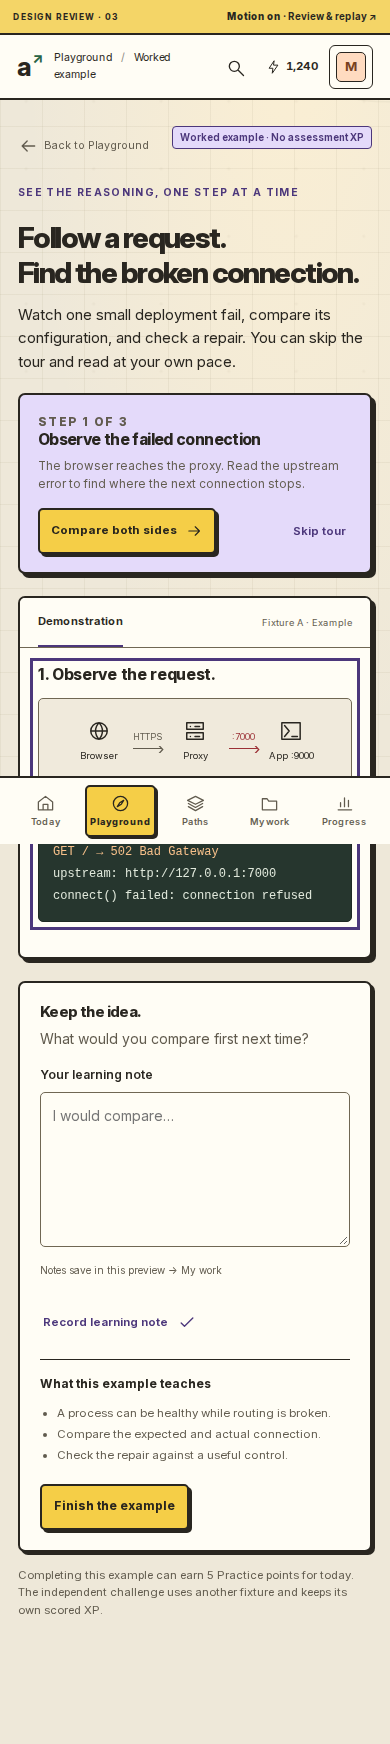 DESIGN REVIEW · 03
Motion on · Review & replay ↗
a↗
Playground / Worked
example
1,240
M
← Back to Playground
Worked example · No assessment XP
SEE THE REASONING, ONE STEP AT A TIME
Follow a request.
Find the broken connection.
Watch one small deployment fail, compare its
configuration, and check a repair. You can skip the
tour and read at your own pace.
STEP 1 OF 3
Observe the failed connection
The browser reaches the proxy. Read the upstream
error to find where the next connection stops.
Compare both sides →
Skip tour
Demonstration
Fixture A · Example
1. Observe the request.
HTTPS
:7000
Browser
Proxy
App :9000
Today
Playground
Paths
My work
Progress
GET / → 502 Bad Gateway
upstream: http://127.0.0.1:7000
connect() failed: connection refused
Keep the idea.
What would you compare first next time?
Your learning note
I would compare…
Notes save in this preview → My work
Record learning note ✓
What this example teaches
• A process can be healthy while routing is broken.
• Compare the expected and actual connection.
• Check the repair against a useful control.
Finish the example
Completing this example can earn 5 Practice points for today.
The independent challenge uses another fixture and keeps its
own scored XP.